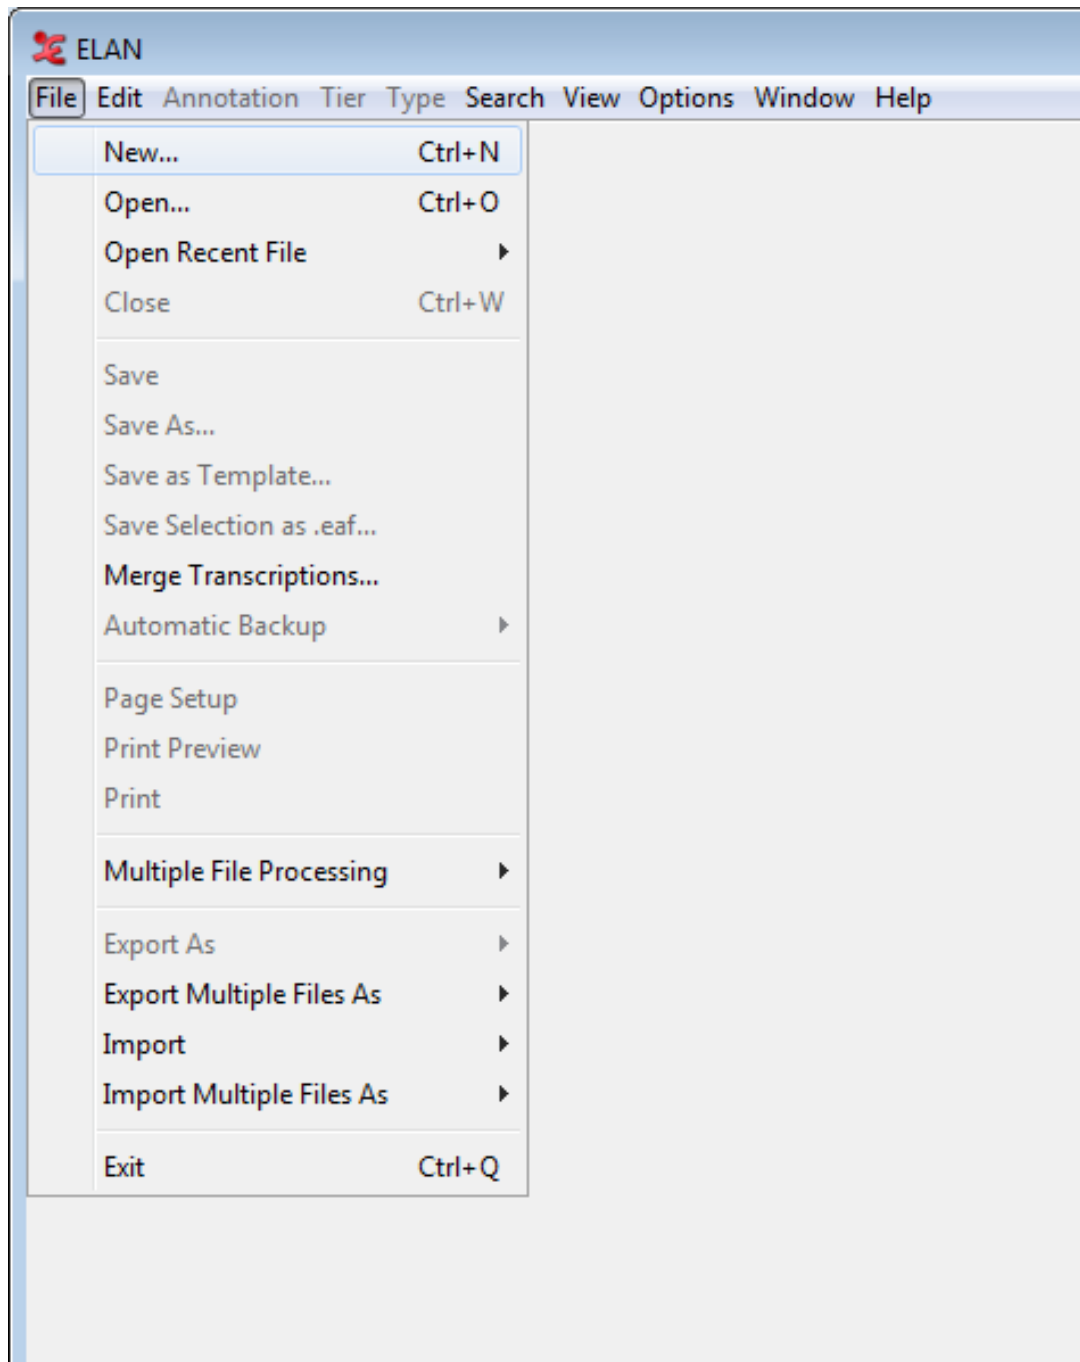 ELAN
File Edit Annotation Tier Type Search View Options Window Help
New... Ctrl+N
Open... Ctrl+O
Open Recent File
Close Ctrl+W
Save
Save As...
Save as Template...
Save Selection as .eaf...
Merge Transcriptions...
Automatic Backup
Page Setup
Print Preview
Print
Multiple File Processing
Export As
Export Multiple Files As
Import
Import Multiple Files As
Exit Ctrl+Q